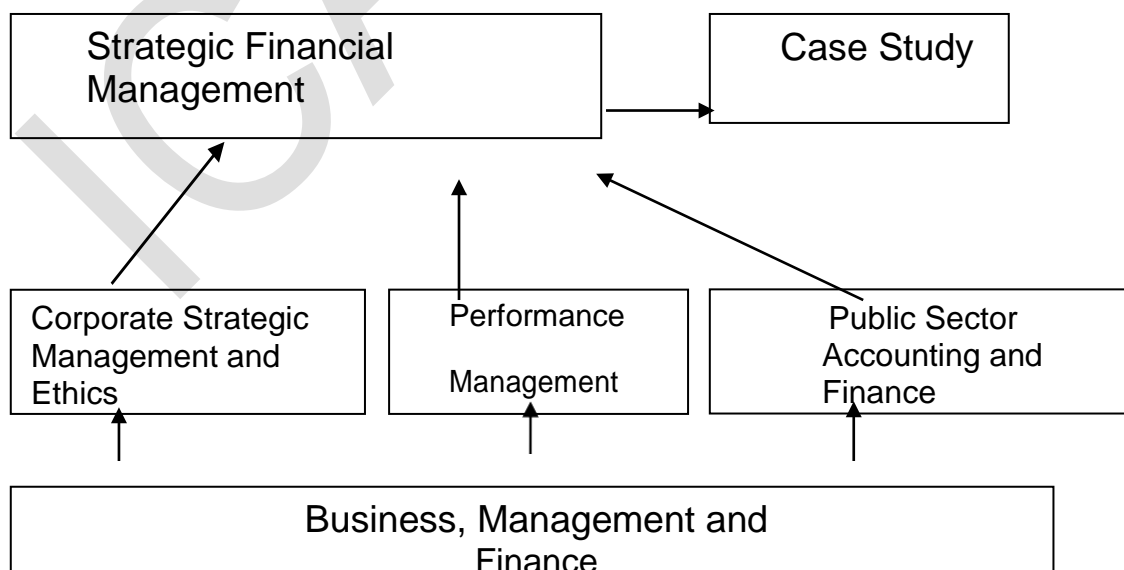 Strategic Financial
Management
Case Study
Corporate Strategic
Management and
Ethics
Performance
Management
Public Sector
Accounting and
Finance
Business, Management and
Finance